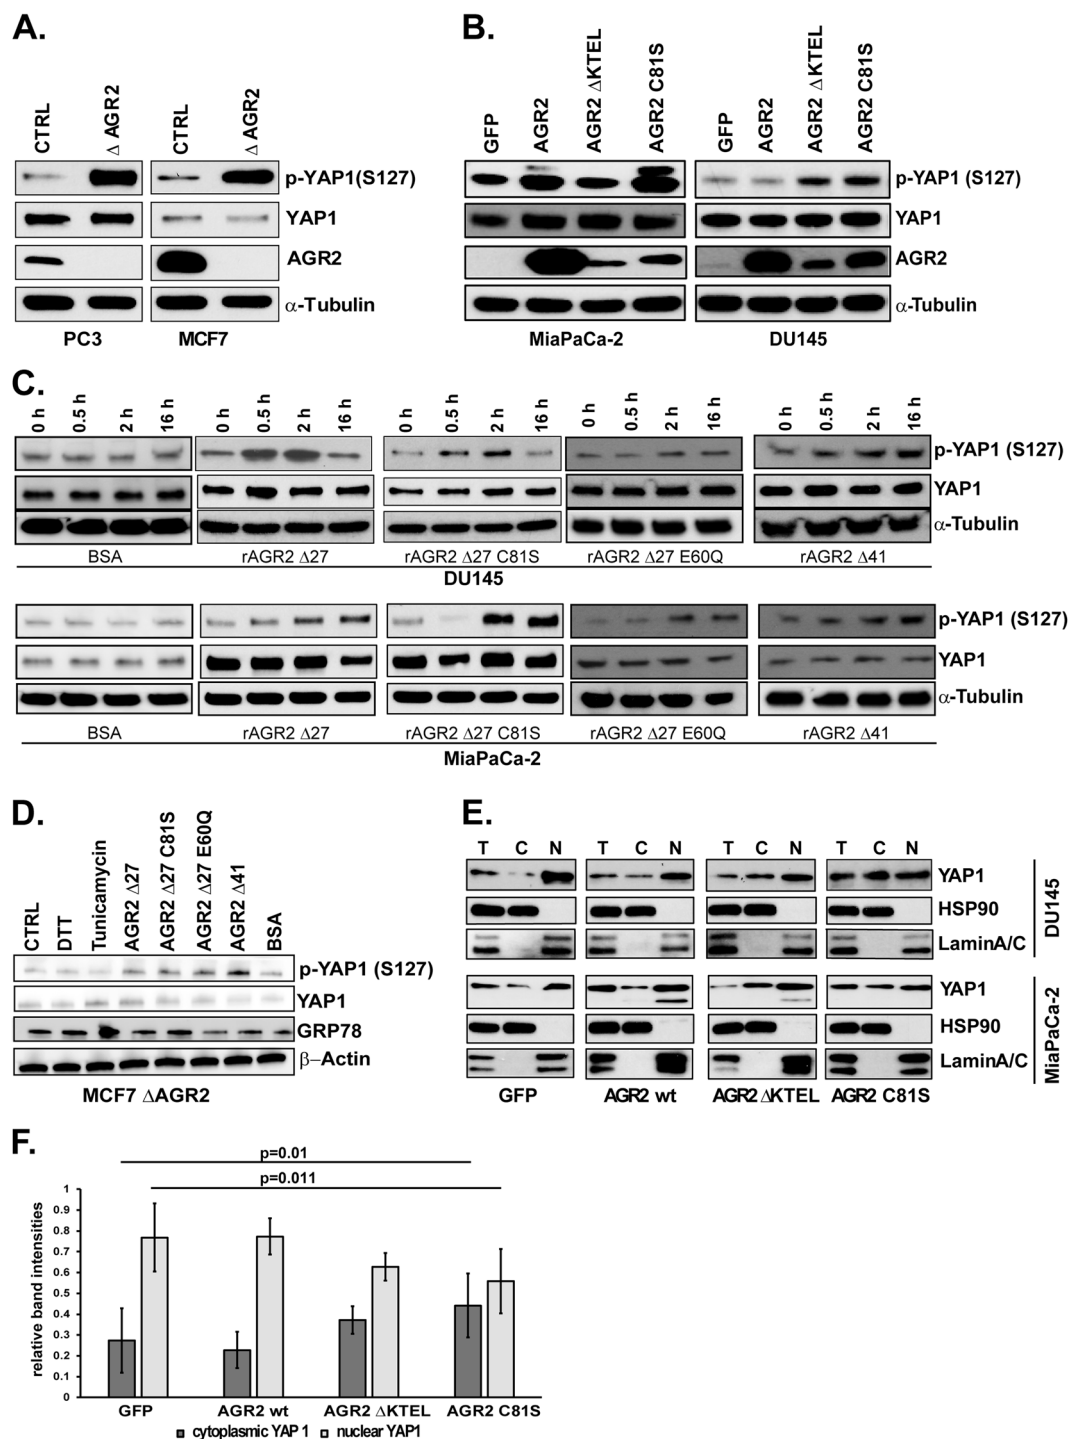 A.
CTRL
Δ AGR2
CTRL
Δ AGR2
p-YAP1(S127)
YAP1
AGR2
α-Tubulin
PC3 MCF7
B.
GFP
AGR2
AGR2 ΔKTEL
AGR2 C81S
GFP
AGR2
AGR2 ΔKTEL
AGR2 C81S
p-YAP1 (S127)
YAP1
AGR2
α-Tubulin
MiaPaCa-2 DU145
C.
0 h 0.5 h 2 h 16 h 0 h 0.5 h 2 h 16 h 0 h 0.5 h 2 h 16 h 0 h 0.5 h 2 h 16 h 0 h 0.5 h 2 h 16 h
p-YAP1 (S127)
YAP1
α-Tubulin
BSA rAGR2 Δ27 rAGR2 Δ27 C81S rAGR2 Δ27 E60Q rAGR2 Δ41
DU145
p-YAP1 (S127)
YAP1
α-Tubulin
BSA rAGR2 Δ27 rAGR2 Δ27 C81S rAGR2 Δ27 E60Q rAGR2 Δ41
MiaPaCa-2
D.
CTRL
DTT
Tunicamycin
AGR2 Δ27
AGR2 Δ27 C81S
AGR2 Δ27 E60Q
AGR2 Δ41
BSA
p-YAP1 (S127)
YAP1
GRP78
β–Actin
MCF7 ΔAGR2
E.
T C N T C N T C N T C N
YAP1
HSP90
LaminA/C
DU145
YAP1
HSP90
LaminA/C
MiaPaCa-2
GFP AGR2 wt AGR2 ΔKTEL AGR2 C81S
F.
p=0.01
p=0.011
relative band intensities
1
0.9
0.8
0.7
0.6
0.5
0.4
0.3
0.2
0.1
0
GFP AGR2 wt AGR2 ΔKTEL AGR2 C81S
cytoplasmic YAP 1 nuclear YAP1